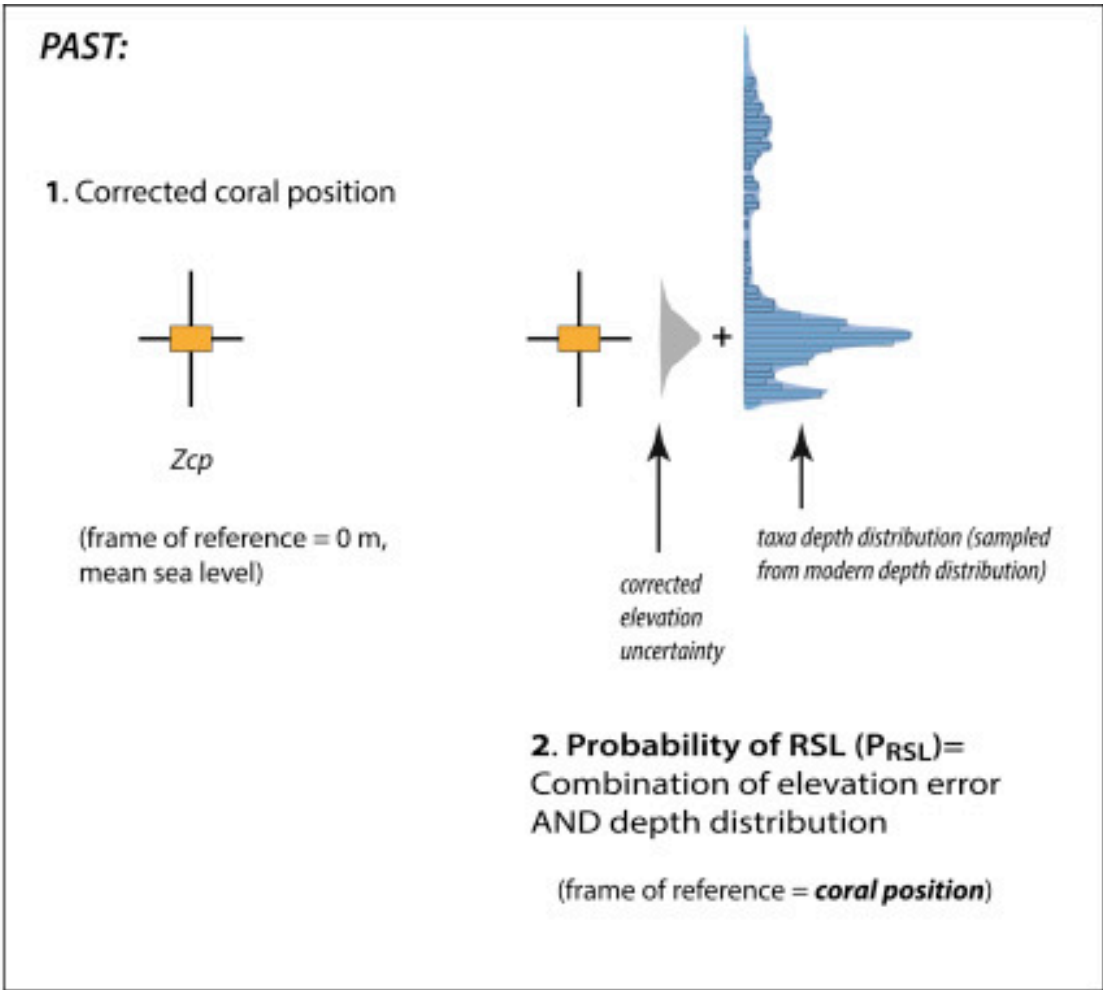 PAST:
1. Corrected coral position
Zcp
(frame of reference = 0 m,
mean sea level)
+
corrected
elevation
uncertainty
taxa depth distribution (sampled
from modern depth distribution)
2. Probability of RSL (PRSL)=
Combination of elevation error
AND depth distribution
(frame of reference = coral position)